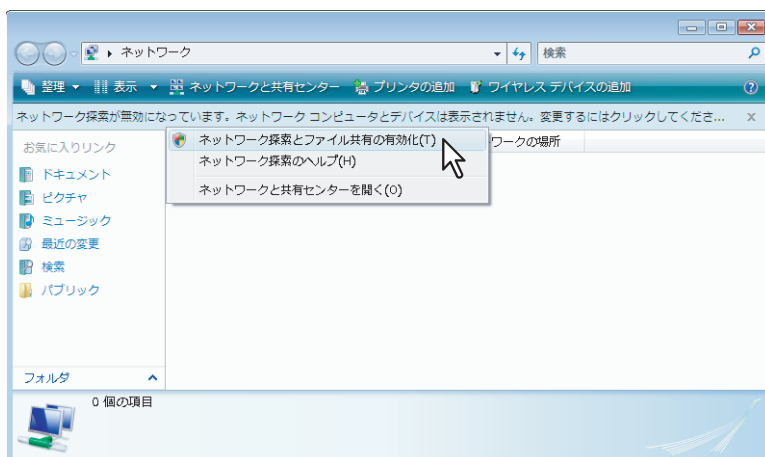 ネットワーク
検索
整理 表示 ネットワークと共有センター プリンタの追加 ワイヤレス デバイスの追加
ネットワーク探索が無効になっています。ネットワーク コンピュータとデバイスは表示されません。変更するにはクリックしてくださ...
お気に入りリンク
ネットワーク探索とファイル共有の有効化(T)
ワークの場所
ネットワーク探索のヘルプ(H)
ネットワークと共有センターを開く(O)
ドキュメント
ピクチャ
ミュージック
最近の変更
検索
パブリック
フォルダ
0 個の項目